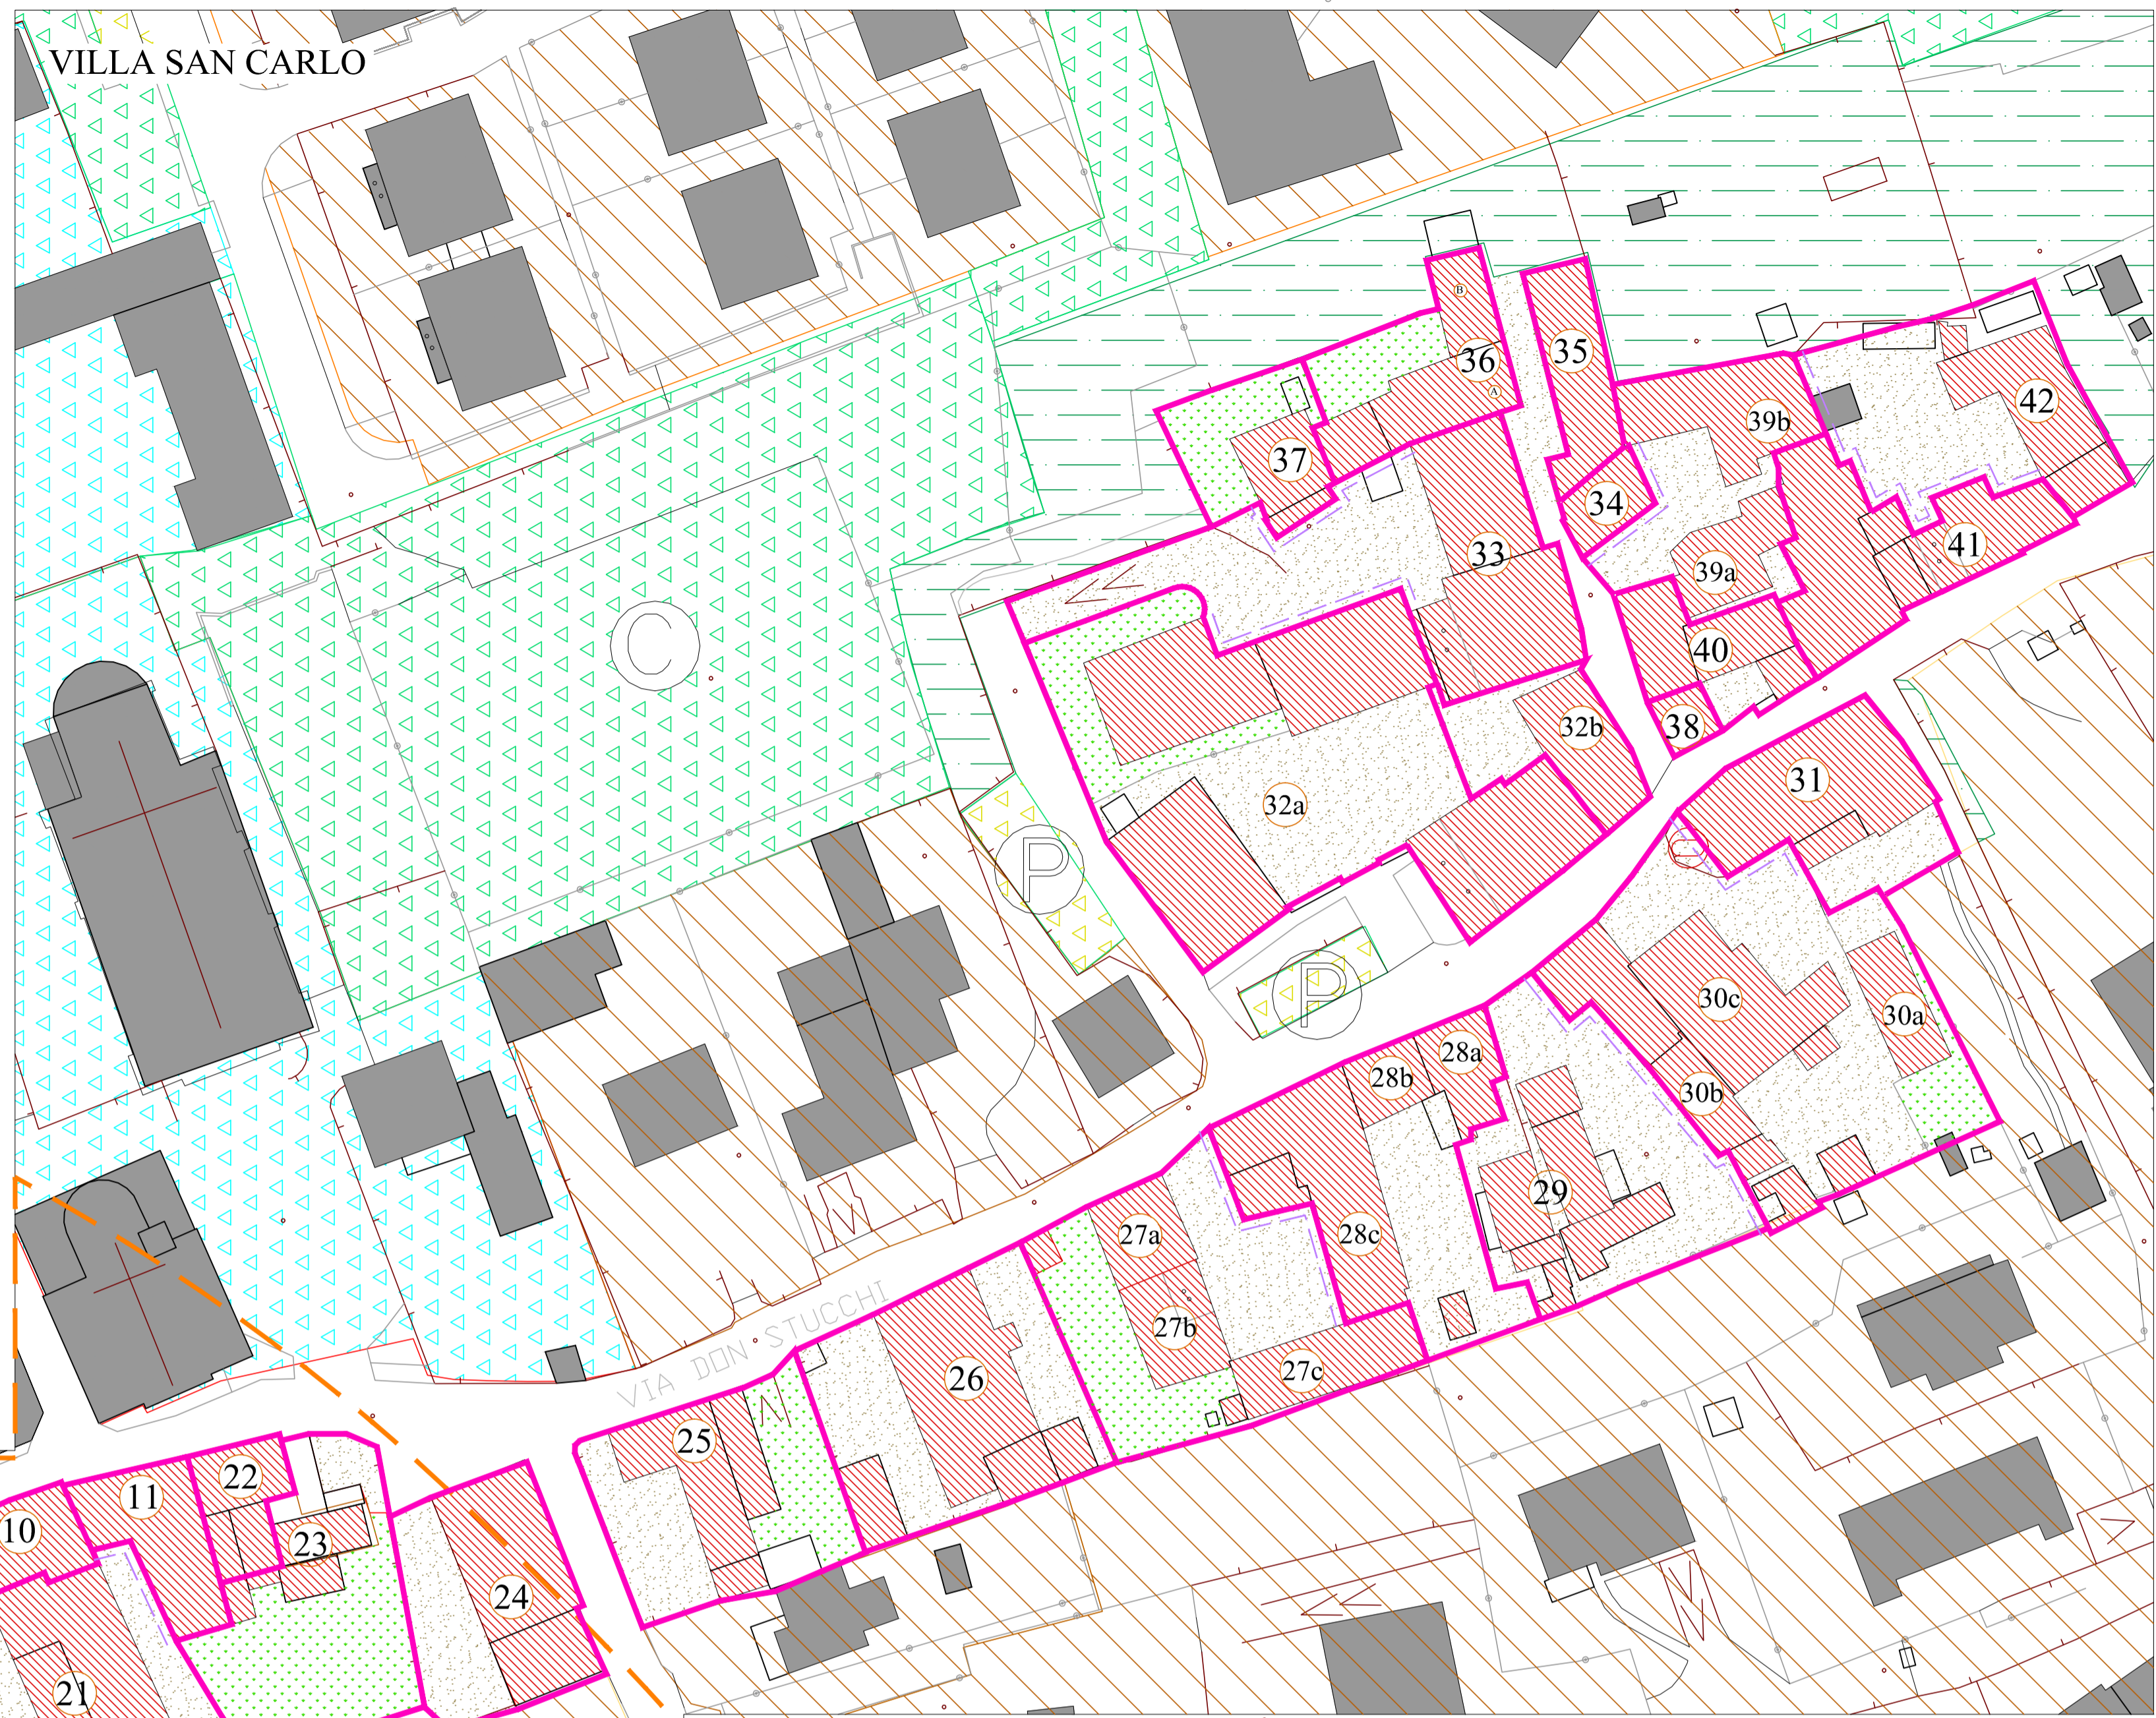 VILLA SAN CARLO
B
36
A
35
42
39b
37
34
33
41
39a
C
40
38
32b
31
32a
P
P
30c
30a
28a
28b
30b
29
27a
28c
27b
VIA DON STUCCHI
27c
26
25
22
11
10
23
24
21